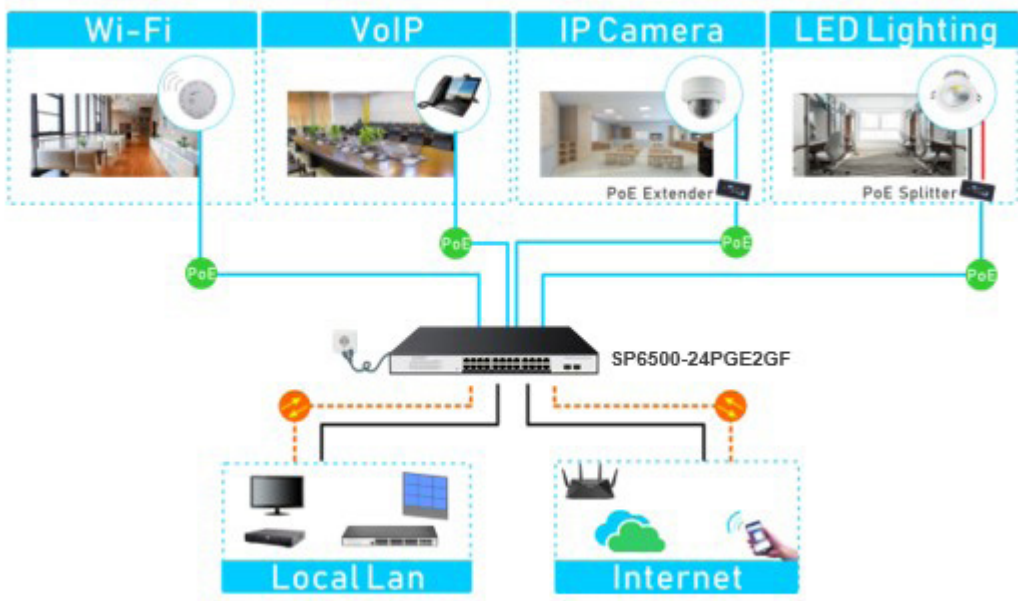 Wi-Fi
VoIP
IP Camera
LED Lighting
PoE Extender
PoE Splitter
PoE
PoE
PoE
PoE
SP6500-24PGE2GF
Local Lan
Internet